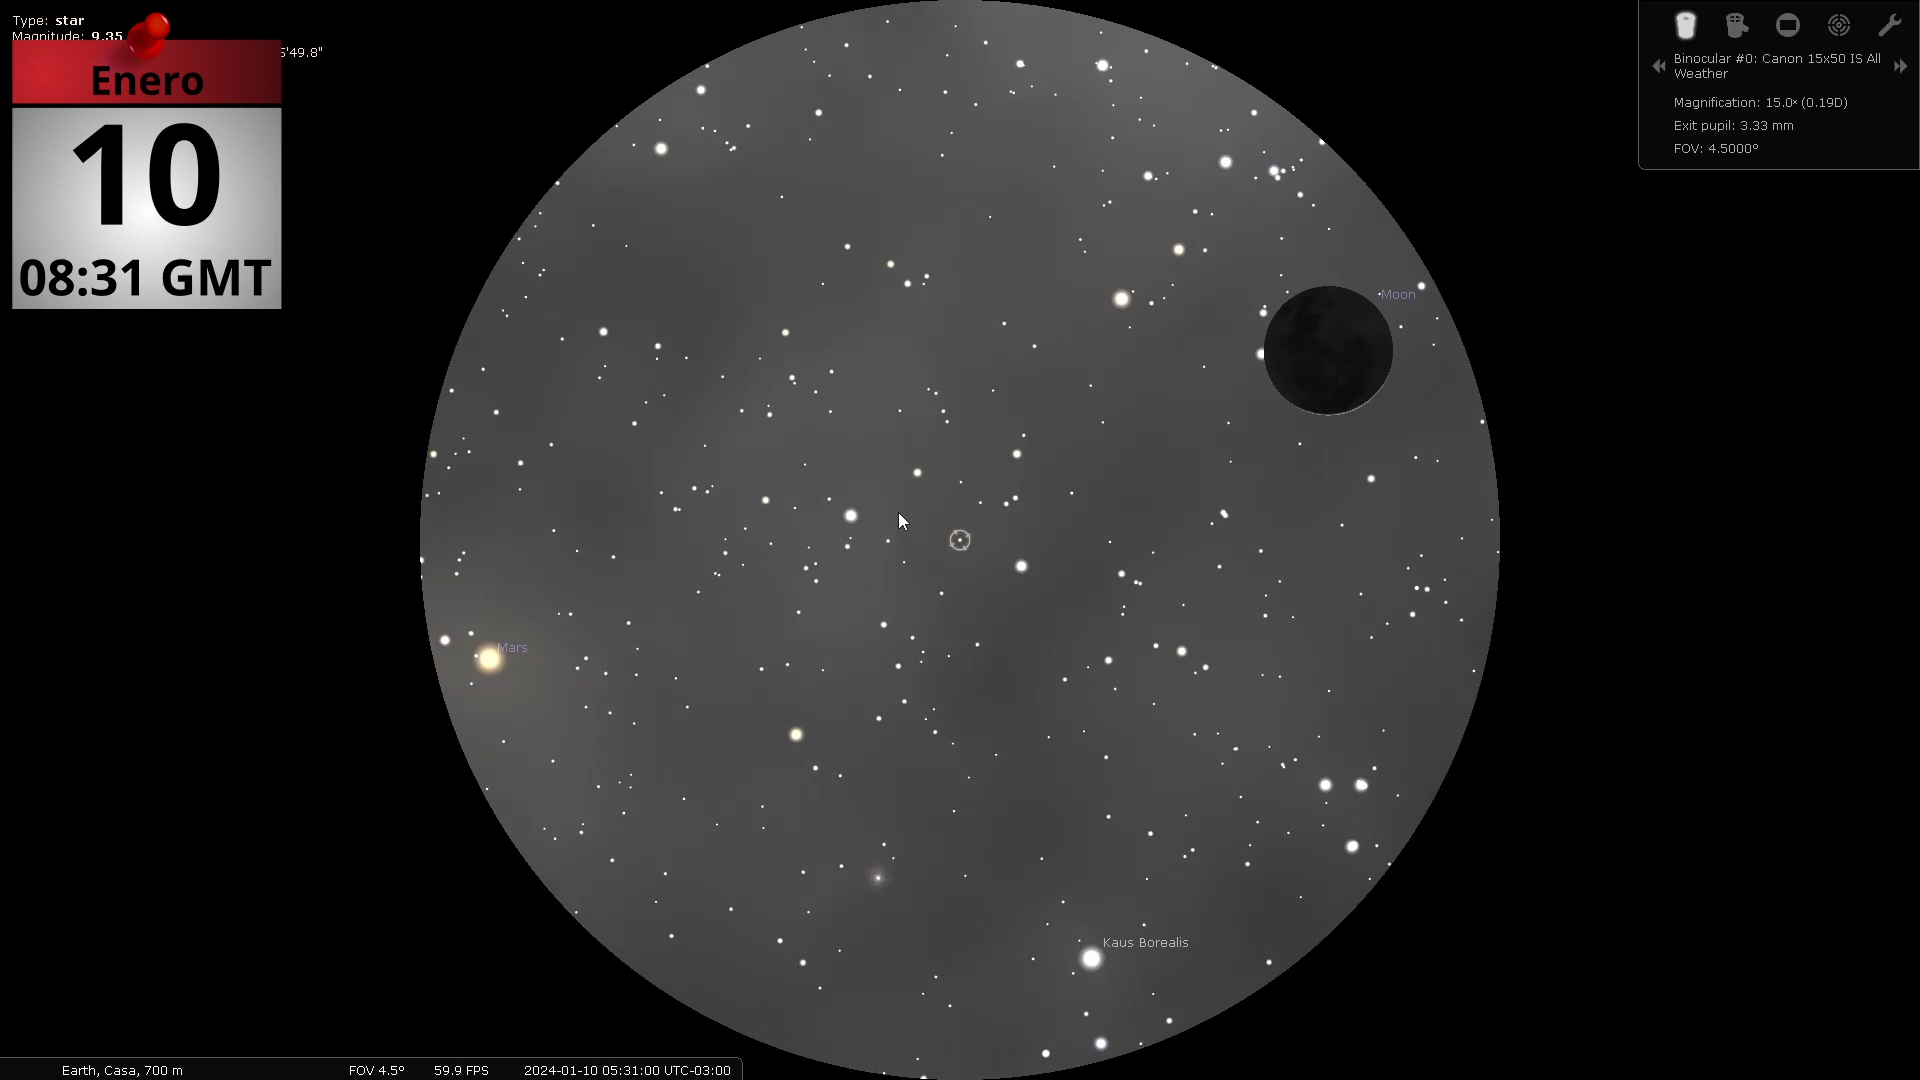 Type: star
Magnitude: 9.35
5'49.8"
Enero
10
08:31 GMT
Binocular #0: Canon 15x50 IS All
Weather
Magnification: 15.0× (0.19D)
Exit pupil: 3.33 mm
FOV: 4.5000°
Moon
Mars
Kaus Borealis
Earth, Casa, 700 m
FOV 4.5°
59.9 FPS
2024-01-10 05:31:00 UTC-03:00